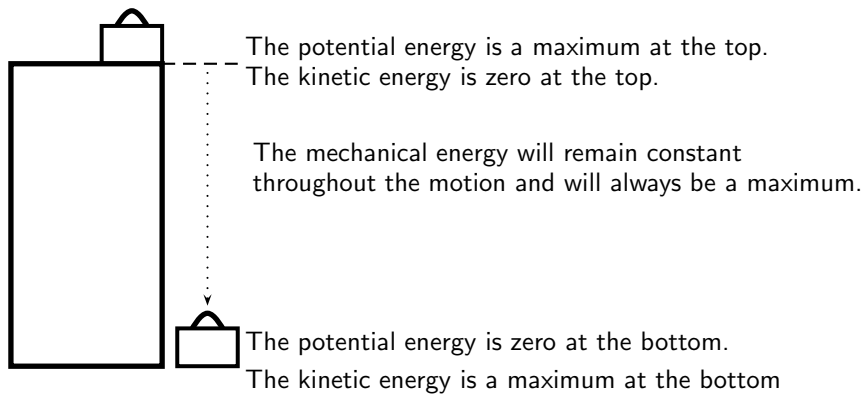 The potential energy is a maximum at the top.
The kinetic energy is zero at the top.
The mechanical energy will remain constant
throughout the motion and will always be a maximum.
The potential energy is zero at the bottom.
The kinetic energy is a maximum at the bottom